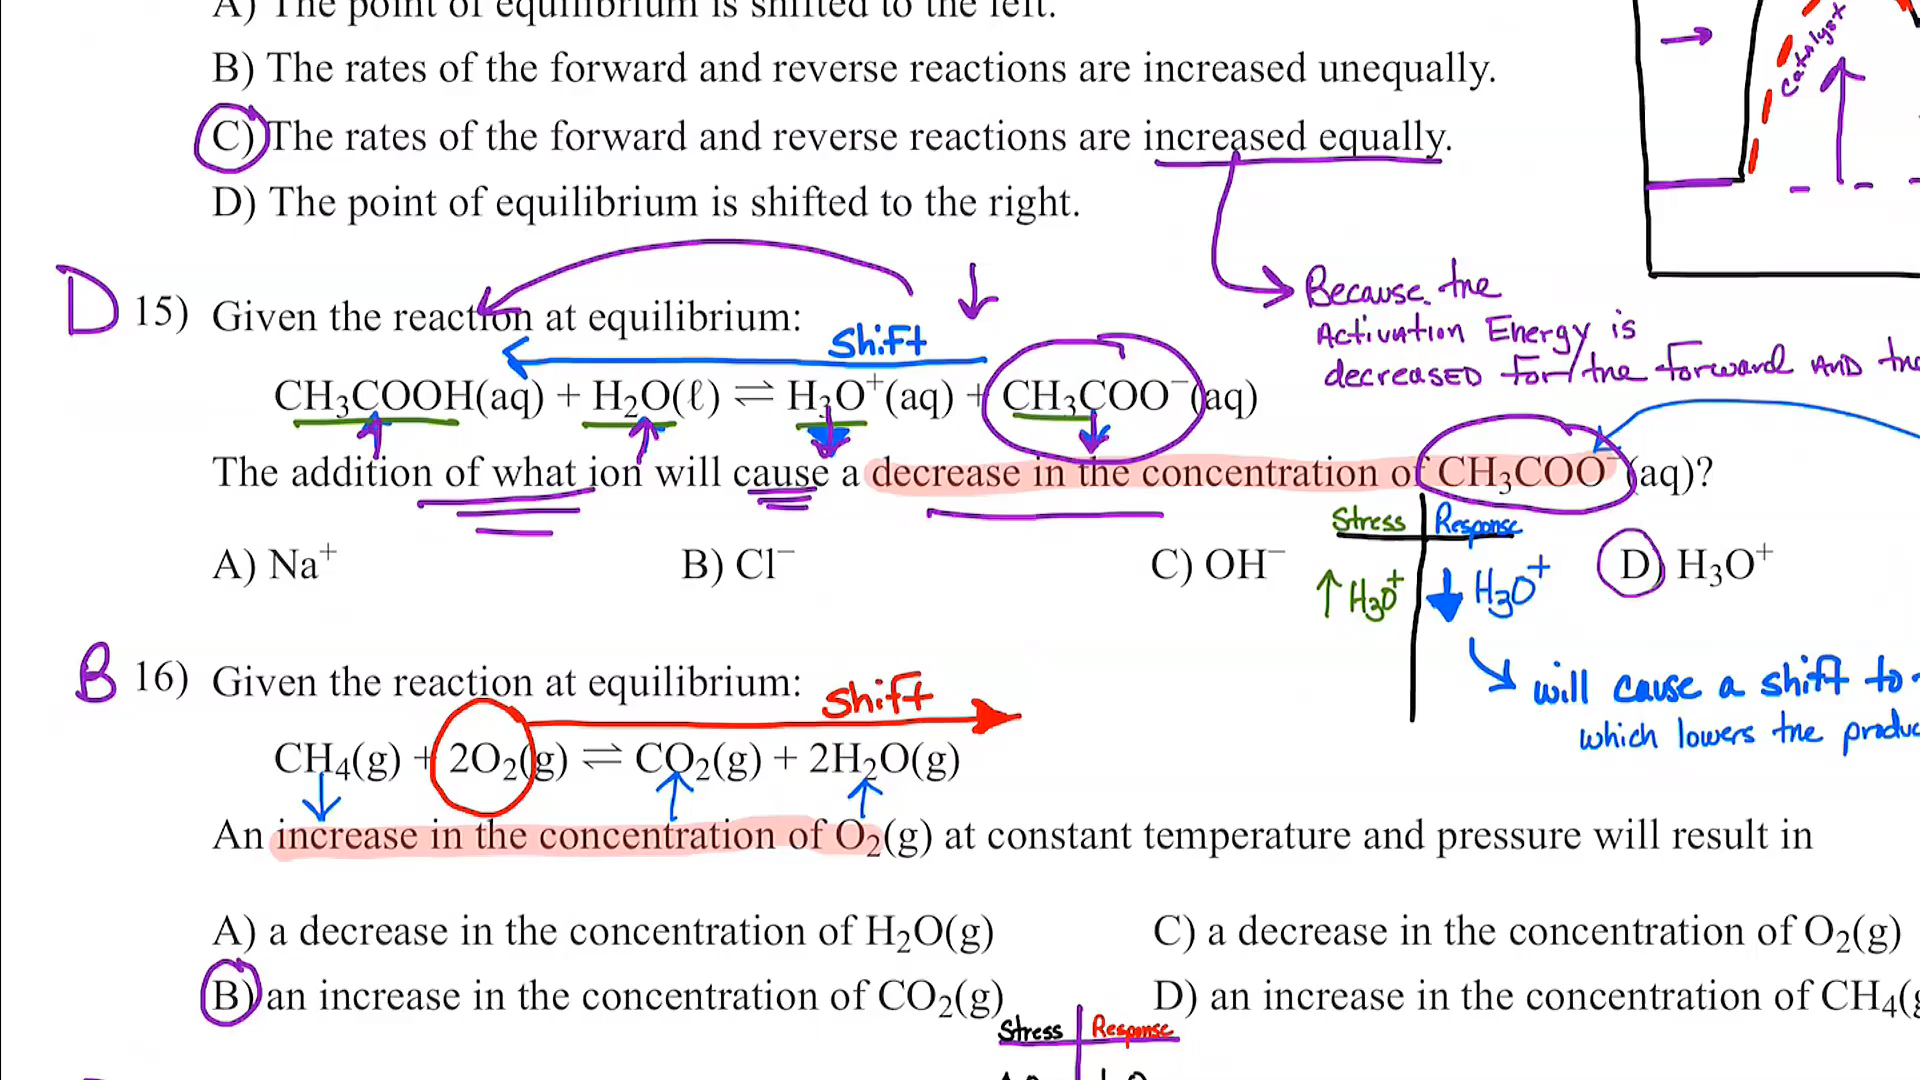 A) The point of equilibrium is shifted to the left.
B) The rates of the forward and reverse reactions are increased unequally.
C) The rates of the forward and reverse reactions are increased equally.
D) The point of equilibrium is shifted to the right.
Catalyst
Because the
Activation Energy is
decreased for the forward AND the
D 15) Given the reaction at equilibrium:
Shift
CH₃COOH(aq) + H₂O(ℓ) ⇌ H₃O⁺(aq) + CH₃COO⁻(aq)
The addition of what ion will cause a decrease in the concentration of CH₃COO⁻(aq)?
Stress Response
A) Na⁺ B) Cl⁻ C) OH⁻ D) H₃O⁺
↑ H₃O⁺ ↓ H₃O⁺
will cause a shift to
which lowers the
B 16) Given the reaction at equilibrium:
Shift
CH₄(g) + 2O₂(g) ⇌ CO₂(g) + 2H₂O(g)
An increase in the concentration of O₂(g) at constant temperature and pressure will result in
A) a decrease in the concentration of H₂O(g) C) a decrease in the concentration of O₂(g)
B) an increase in the concentration of CO₂(g) D) an increase in the concentration of CH₄(g
Stress Response